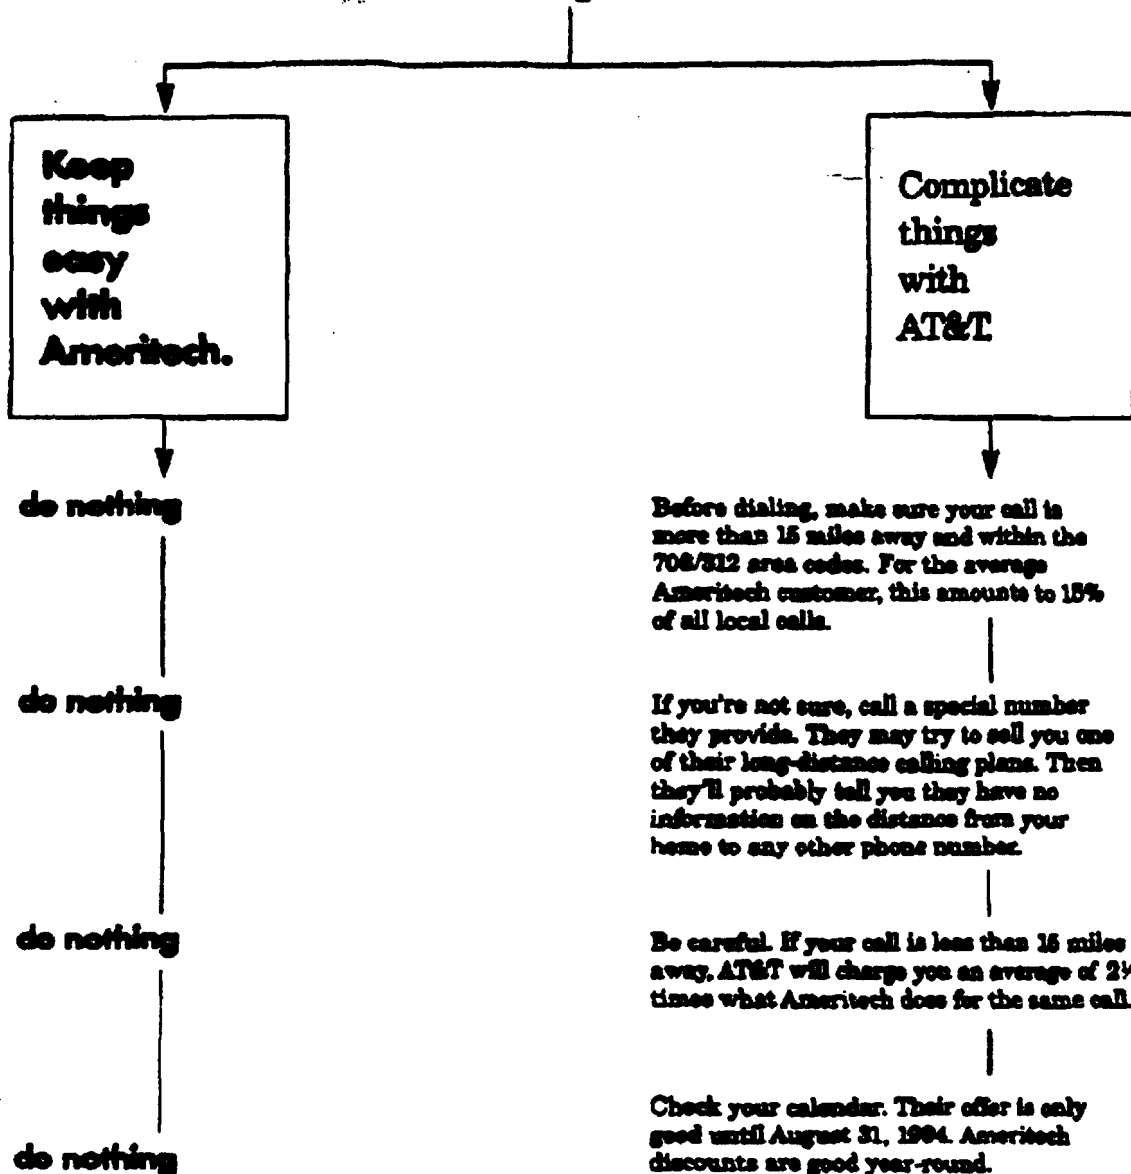 Keep
things
easy
with
Ameritech.
Complicate
things
with
AT&T.
do nothing
Before dialing, make sure your call is
more than 15 miles away and within the
708/312 area codes. For the average
Ameritech customer, this amounts to 15%
of all local calls.
do nothing
If you're not sure, call a special number
they provide. They may try to sell you one
of their long-distance calling plans. Then
they'll probably tell you they have no
information on the distance from your
home to any other phone number.
do nothing
Be careful. If your call is less than 15 miles
away, AT&T will charge you an average of
times what Ameritech does for the same call.
do nothing
Check your calendar. Their offer is only
good until August 31, 1994. Ameritech
discounts are good year-round.